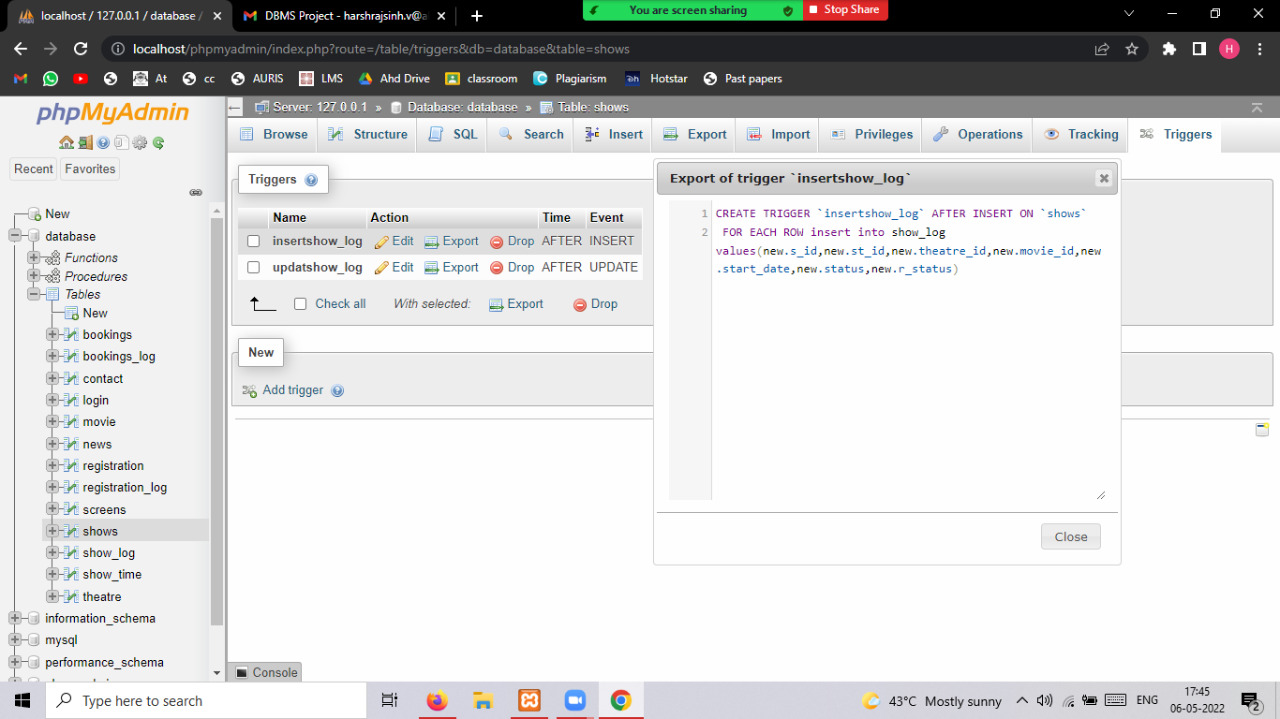 localhost / 127.0.0.1 / database /
DBMS Project - harshrajsinh.v@a
You are screen sharing
Stop Share
localhost/phpmyadmin/index.php?route=/table/triggers&db=database&table=shows
H
At
cc
AURIS
LMS
Ahd Drive
classroom
Plagiarism
Hotstar
Past papers
phpMyAdmin
Server: 127.0.0.1 » Database: database » Table: shows
Browse
Structure
SQL
Search
Insert
Export
Import
Privileges
Operations
Tracking
Triggers
Recent
Favorites
New
database
Functions
Procedures
Tables
New
bookings
bookings_log
contact
login
movie
news
registration
registration_log
screens
shows
show_log
show_time
theatre
information_schema
mysql
performance_schema
Triggers
Name Action Time Event
insertshow_log Edit Export Drop AFTER INSERT
updatshow_log Edit Export Drop AFTER UPDATE
Check all With selected: Export Drop
New
Add trigger
Export of trigger `insertshow_log`
1 CREATE TRIGGER `insertshow_log` AFTER INSERT ON `shows`
2 FOR EACH ROW insert into show_log
values(new.s_id,new.st_id,new.theatre_id,new.movie_id,new
.start_date,new.status,new.r_status)
Close
Console
Type here to search
43°C Mostly sunny
ENG
17:45
06-05-2022
2